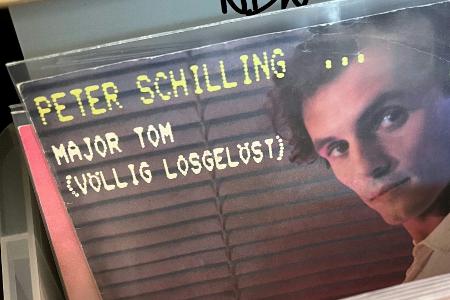 PETER SCHILLING ...
MAJOR TOM
(VÖLLIG LOSGELÖST)